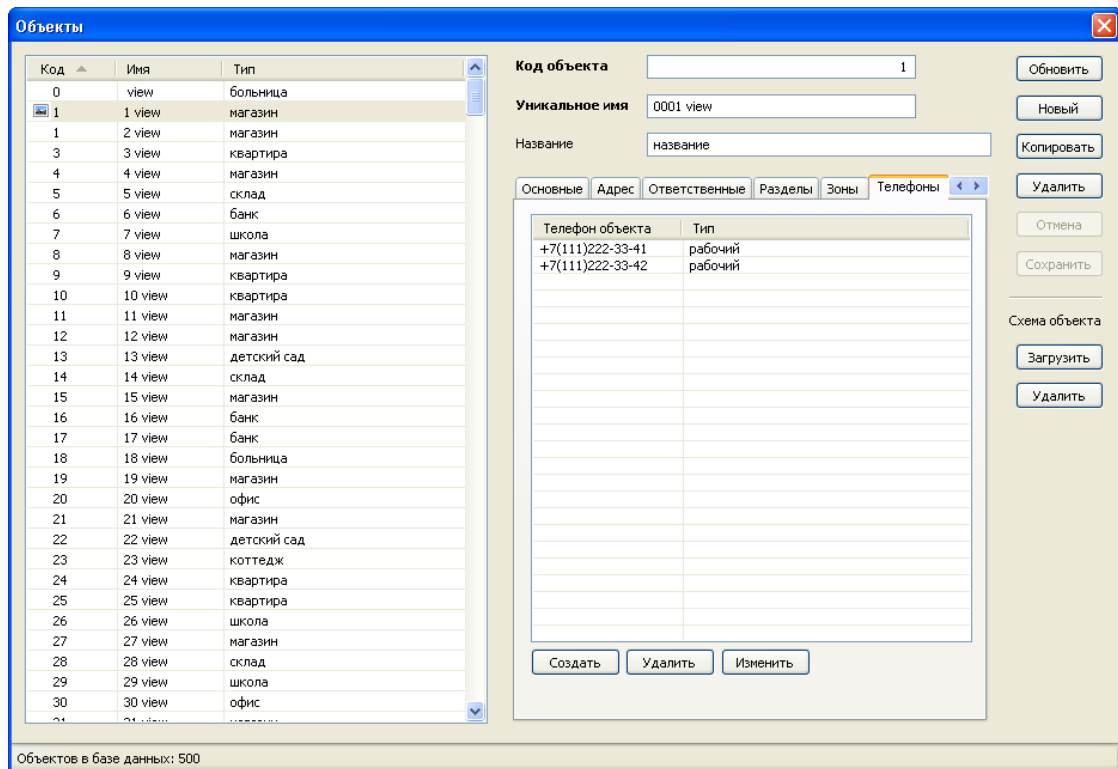 Объекты
Код Имя Тип
0 view больница
1 1 view магазин
1 2 view магазин
3 3 view квартира
4 4 view магазин
5 5 view склад
6 6 view банк
7 7 view школа
8 8 view магазин
9 9 view квартира
10 10 view квартира
11 11 view магазин
12 12 view магазин
13 13 view детский сад
14 14 view склад
15 15 view магазин
16 16 view банк
17 17 view банк
18 18 view больница
19 19 view магазин
20 20 view офис
21 21 view магазин
22 22 view детский сад
23 23 view коттедж
24 24 view квартира
25 25 view квартира
26 26 view школа
27 27 view магазин
28 28 view склад
29 29 view школа
30 30 view офис
Код объекта 1
Уникальное имя 0001 view
Название название
Основные Адрес Ответственные Разделы Зоны Телефоны
Телефон объекта Тип
+7(111)222-33-41 рабочий
+7(111)222-33-42 рабочий
Создать Удалить Изменить
Обновить
Новый
Копировать
Удалить
Отмена
Сохранить
Схема объекта
Загрузить
Удалить
Объектов в базе данных: 500